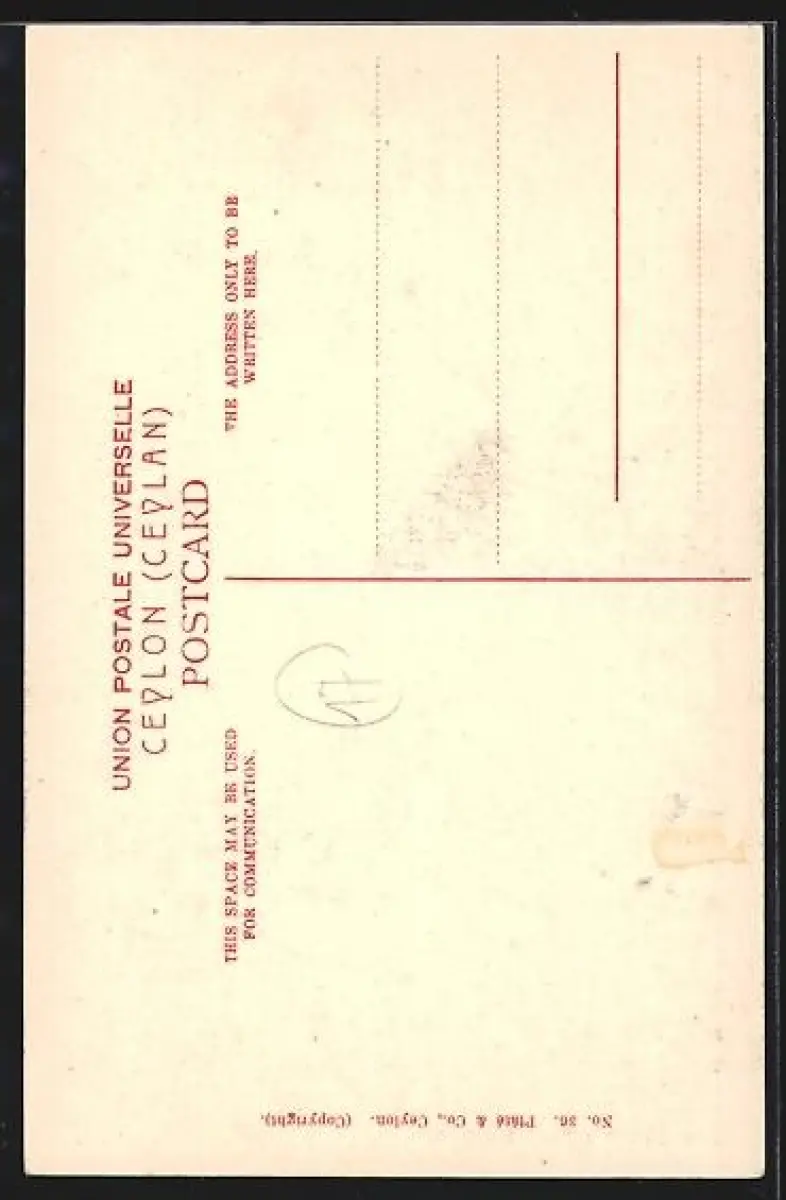 UNION POSTALE UNIVERSELLE
CEYLON (CEYLAN)
POSTCARD
THIS SPACE MAY BE USED
FOR COMMUNICATION.
THE ADDRESS ONLY TO BE
WRITTEN HERE.
17
No. 36. Plâté & Co., Ceylon. (Copyright).